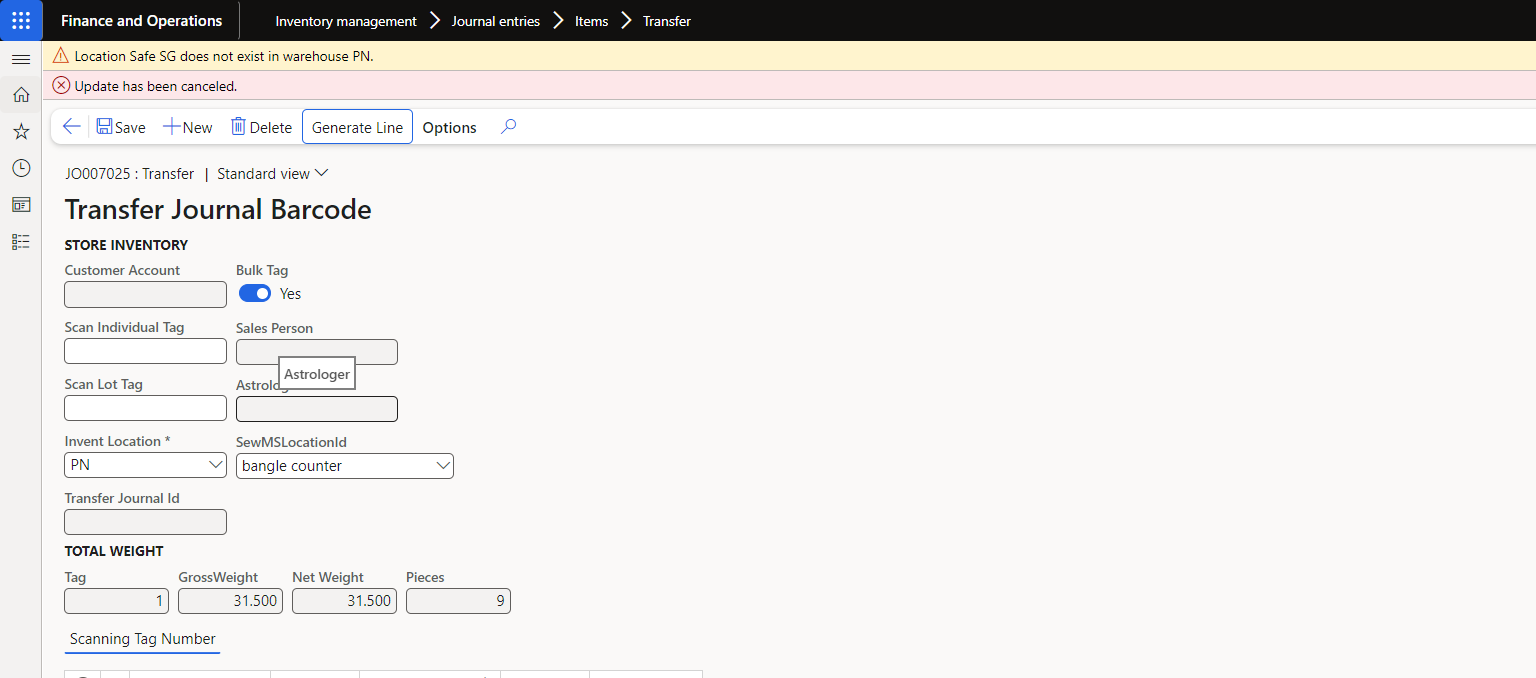 Finance and Operations
Inventory management > Journal entries > Items > Transfer
Location Safe SG does not exist in warehouse PN.
Update has been canceled.
Save New Delete Generate Line Options
JO007025 : Transfer | Standard view
Transfer Journal Barcode
STORE INVENTORY
Customer Account Bulk Tag
Yes
Scan Individual Tag Sales Person
Astrologer
Scan Lot Tag
Invent Location * SewMSLocationId
PN bangle counter
Transfer Journal Id
TOTAL WEIGHT
Tag GrossWeight Net Weight Pieces
1 31.500 31.500 9
Scanning Tag Number